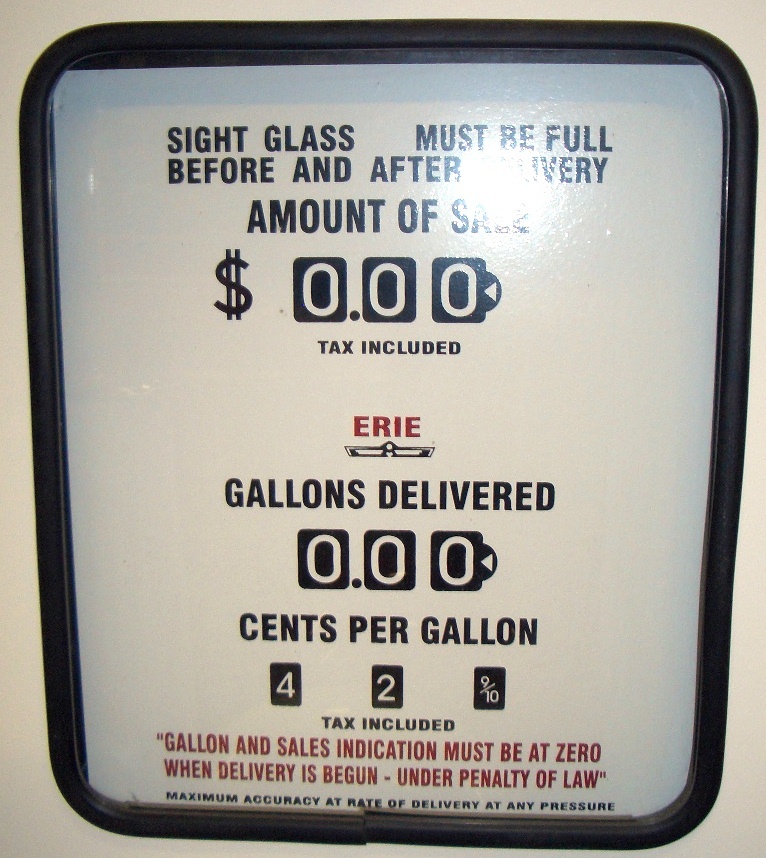 SIGHT GLASS MUST BE FULL
BEFORE AND AFTER DELIVERY
AMOUNT OF SALE
$ 0.00
TAX INCLUDED
ERIE
GALLONS DELIVERED
0.00
CENTS PER GALLON
4 2 9/10
TAX INCLUDED
"GALLON AND SALES INDICATION MUST BE AT ZERO
WHEN DELIVERY IS BEGUN - UNDER PENALTY OF LAW"
MAXIMUM ACCURACY AT RATE OF DELIVERY AT ANY PRESSURE